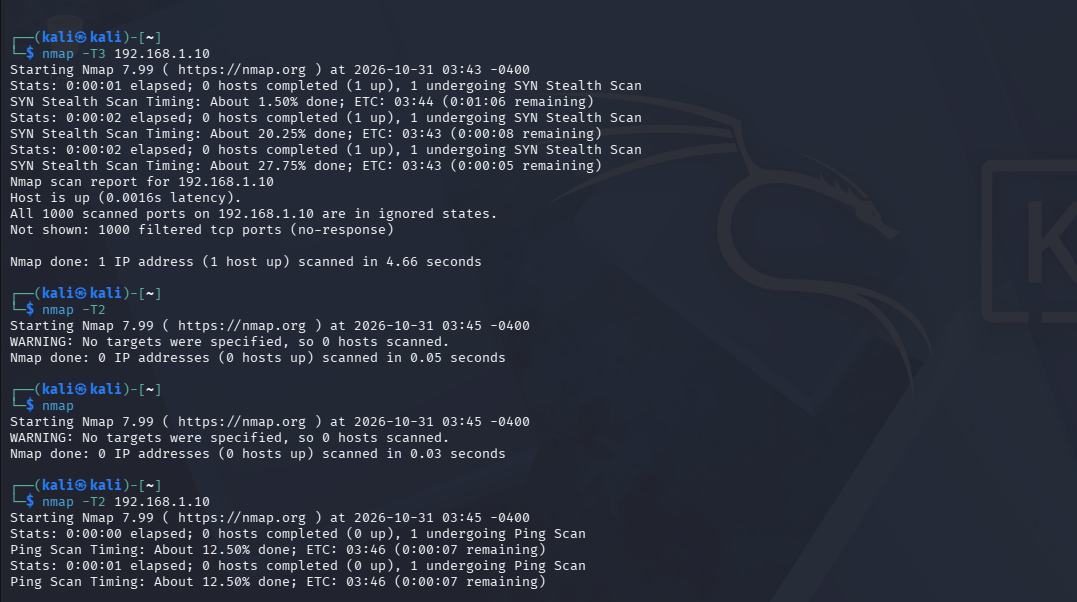 ┌──(kali㉿kali)-[~]
└─$ nmap -T3 192.168.1.10
Starting Nmap 7.99 ( https://nmap.org ) at 2026-10-31 03:43 -0400
Stats: 0:00:01 elapsed; 0 hosts completed (1 up), 1 undergoing SYN Stealth Scan
SYN Stealth Scan Timing: About 1.50% done; ETC: 03:44 (0:01:06 remaining)
Stats: 0:00:02 elapsed; 0 hosts completed (1 up), 1 undergoing SYN Stealth Scan
SYN Stealth Scan Timing: About 20.25% done; ETC: 03:43 (0:00:08 remaining)
Stats: 0:00:02 elapsed; 0 hosts completed (1 up), 1 undergoing SYN Stealth Scan
SYN Stealth Scan Timing: About 27.75% done; ETC: 03:43 (0:00:05 remaining)
Nmap scan report for 192.168.1.10
Host is up (0.0016s latency).
All 1000 scanned ports on 192.168.1.10 are in ignored states.
Not shown: 1000 filtered tcp ports (no-response)

Nmap done: 1 IP address (1 host up) scanned in 4.66 seconds

┌──(kali㉿kali)-[~]
└─$ nmap -T2
Starting Nmap 7.99 ( https://nmap.org ) at 2026-10-31 03:45 -0400
WARNING: No targets were specified, so 0 hosts scanned.
Nmap done: 0 IP addresses (0 hosts up) scanned in 0.05 seconds

┌──(kali㉿kali)-[~]
└─$ nmap
Starting Nmap 7.99 ( https://nmap.org ) at 2026-10-31 03:45 -0400
WARNING: No targets were specified, so 0 hosts scanned.
Nmap done: 0 IP addresses (0 hosts up) scanned in 0.03 seconds

┌──(kali㉿kali)-[~]
└─$ nmap -T2 192.168.1.10
Starting Nmap 7.99 ( https://nmap.org ) at 2026-10-31 03:45 -0400
Stats: 0:00:00 elapsed; 0 hosts completed (0 up), 1 undergoing Ping Scan
Ping Scan Timing: About 12.50% done; ETC: 03:46 (0:00:07 remaining)
Stats: 0:00:01 elapsed; 0 hosts completed (0 up), 1 undergoing Ping Scan
Ping Scan Timing: About 12.50% done; ETC: 03:46 (0:00:07 remaining)
K